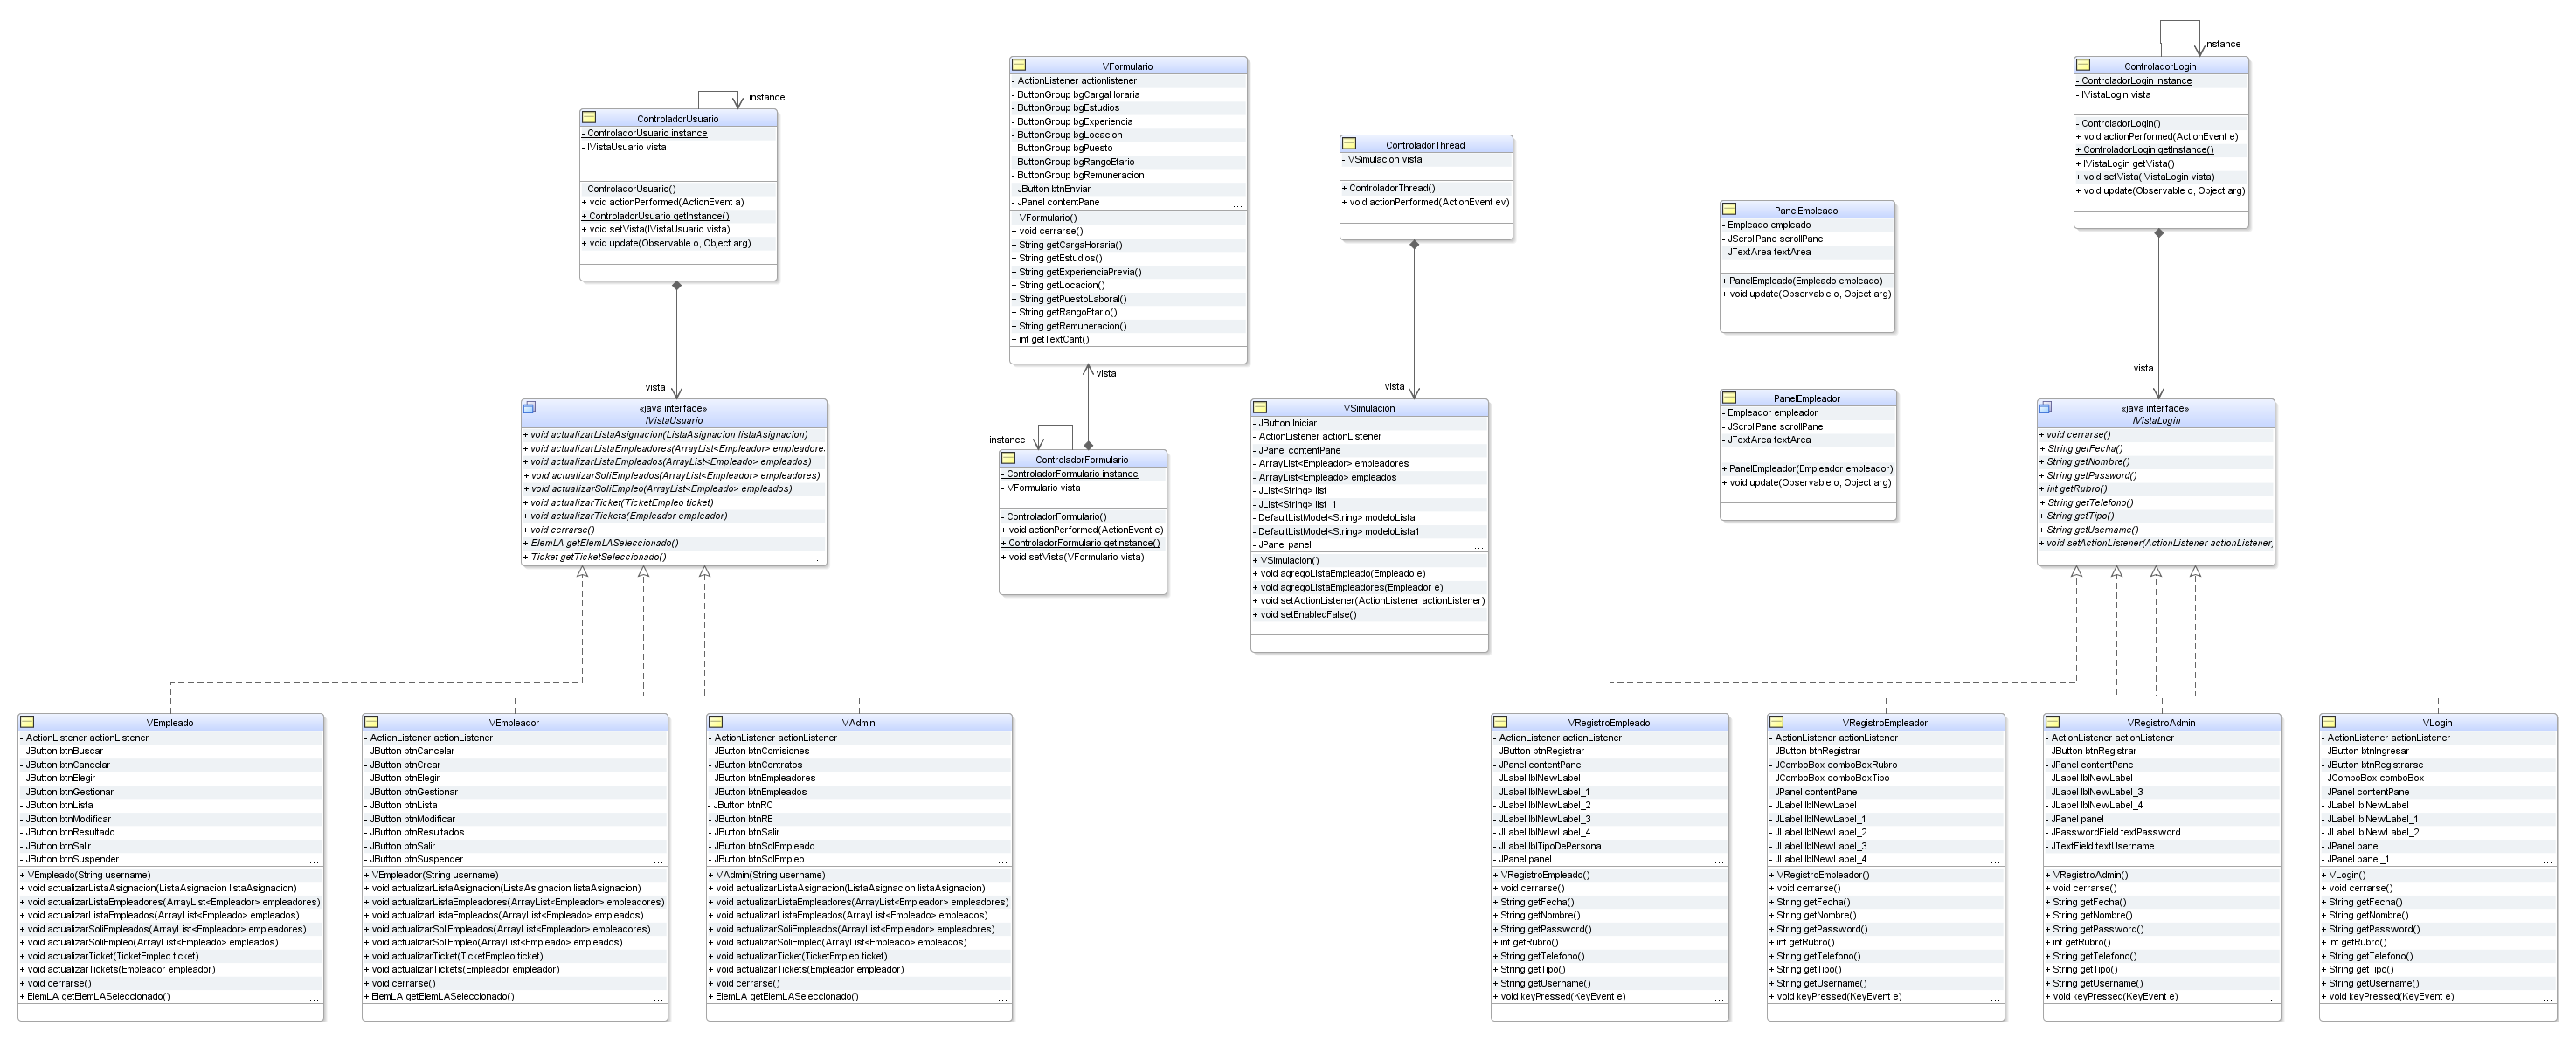 instance
ControladorUsuario
- ControladorUsuario instance
- IVistaUsuario vista
- ControladorUsuario()
+ void actionPerformed(ActionEvent a)
+ ControladorUsuario getInstance()
+ void setVista(IVistaUsuario vista)
+ void update(Observable o, Object arg)
vista
«java interface»
IVistaUsuario
+ void actualizarListaAsignacion(ListaAsignacion listaAsignacion)
+ void actualizarListaEmpleadores(ArrayList<Empleador> empleadore
+ void actualizarListaEmpleados(ArrayList<Empleado> empleados)
+ void actualizarSoliEmpleados(ArrayList<Empleador> empleadores)
+ void actualizarSoliEmpleo(ArrayList<Empleado> empleados)
+ void actualizarTicket(TicketEmpleo ticket)
+ void actualizarTickets(Empleador empleador)
+ void cerrarse()
+ ElemLA getElemLASeleccionado()
+ Ticket getTicketSeleccionado()
...
VEmpleado
- ActionListener actionListener
- JButton btnBuscar
- JButton btnCancelar
- JButton btnElegir
- JButton btnGestionar
- JButton btnLista
- JButton btnModificar
- JButton btnResultado
- JButton btnSalir
- JButton btnSuspender
...
+ VEmpleado(String username)
+ void actualizarListaAsignacion(ListaAsignacion listaAsignacion)
+ void actualizarListaEmpleadores(ArrayList<Empleador> empleadores)
+ void actualizarListaEmpleados(ArrayList<Empleado> empleados)
+ void actualizarSoliEmpleados(ArrayList<Empleador> empleadores)
+ void actualizarSoliEmpleo(ArrayList<Empleado> empleados)
+ void actualizarTicket(TicketEmpleo ticket)
+ void actualizarTickets(Empleador empleador)
+ void cerrarse()
+ ElemLA getElemLASeleccionado()
...
VEmpleador
- ActionListener actionListener
- JButton btnCancelar
- JButton btnCrear
- JButton btnElegir
- JButton btnGestionar
- JButton btnLista
- JButton btnModificar
- JButton btnResultados
- JButton btnSalir
- JButton btnSuspender
...
+ VEmpleador(String username)
+ void actualizarListaAsignacion(ListaAsignacion listaAsignacion)
+ void actualizarListaEmpleadores(ArrayList<Empleador> empleadores)
+ void actualizarListaEmpleados(ArrayList<Empleado> empleados)
+ void actualizarSoliEmpleados(ArrayList<Empleador> empleadores)
+ void actualizarSoliEmpleo(ArrayList<Empleado> empleados)
+ void actualizarTicket(TicketEmpleo ticket)
+ void actualizarTickets(Empleador empleador)
+ void cerrarse()
+ ElemLA getElemLASeleccionado()
...
VAdmin
- ActionListener actionListener
- JButton btnComisiones
- JButton btnContratos
- JButton btnEmpleadores
- JButton btnEmpleados
- JButton btnRC
- JButton btnRE
- JButton btnSalir
- JButton btnSolEmpleado
- JButton btnSolEmpleo
...
+ VAdmin(String username)
+ void actualizarListaAsignacion(ListaAsignacion listaAsignacion)
+ void actualizarListaEmpleadores(ArrayList<Empleador> empleadores)
+ void actualizarListaEmpleados(ArrayList<Empleado> empleados)
+ void actualizarSoliEmpleados(ArrayList<Empleador> empleadores)
+ void actualizarSoliEmpleo(ArrayList<Empleado> empleados)
+ void actualizarTicket(TicketEmpleo ticket)
+ void actualizarTickets(Empleador empleador)
+ void cerrarse()
+ ElemLA getElemLASeleccionado()
...
VFormulario
- ActionListener actionlistener
- ButtonGroup bgCargaHoraria
- ButtonGroup bgEstudios
- ButtonGroup bgExperiencia
- ButtonGroup bgLocacion
- ButtonGroup bgPuesto
- ButtonGroup bgRangoEtario
- ButtonGroup bgRemuneracion
- JButton btnEnviar
- JPanel contentPane
...
+ VFormulario()
+ void cerrarse()
+ String getCargaHoraria()
+ String getEstudios()
+ String getExperienciaPrevia()
+ String getLocacion()
+ String getPuestoLaboral()
+ String getRangoEtario()
+ String getRemuneracion()
+ int getTextCant()
...
vista
instance
ControladorFormulario
- ControladorFormulario instance
- VFormulario vista
- ControladorFormulario()
+ void actionPerformed(ActionEvent e)
+ ControladorFormulario getInstance()
+ void setVista(VFormulario vista)
ControladorThread
- VSimulacion vista
+ ControladorThread()
+ void actionPerformed(ActionEvent ev)
vista
VSimulacion
- JButton Iniciar
- ActionListener actionListener
- JPanel contentPane
- ArrayList<Empleador> empleadores
- ArrayList<Empleado> empleados
- JList<String> list
- JList<String> list_1
- DefaultListModel<String> modeloLista
- DefaultListModel<String> modeloLista1
- JPanel panel
...
+ VSimulacion()
+ void agregoListaEmpleado(Empleado e)
+ void agregoListaEmpleadores(Empleador e)
+ void setActionListener(ActionListener actionListener)
+ void setEnabledFalse()
PanelEmpleado
- Empleado empleado
- JScrollPane scrollPane
- JTextArea textArea
+ PanelEmpleado(Empleado empleado)
+ void update(Observable o, Object arg)
PanelEmpleador
- Empleador empleador
- JScrollPane scrollPane
- JTextArea textArea
+ PanelEmpleador(Empleador empleador)
+ void update(Observable o, Object arg)
instance
ControladorLogin
- ControladorLogin instance
- IVistaLogin vista
- ControladorLogin()
+ void actionPerformed(ActionEvent e)
+ ControladorLogin getInstance()
+ IVistaLogin getVista()
+ void setVista(IVistaLogin vista)
+ void update(Observable o, Object arg)
vista
«java interface»
IVistaLogin
+ void cerrarse()
+ String getFecha()
+ String getNombre()
+ String getPassword()
+ int getRubro()
+ String getTelefono()
+ String getTipo()
+ String getUsername()
+ void setActionListener(ActionListener actionListener
VRegistroEmpleado
- ActionListener actionListener
- JButton btnRegistrar
- JPanel contentPane
- JLabel lblNewLabel
- JLabel lblNewLabel_1
- JLabel lblNewLabel_2
- JLabel lblNewLabel_3
- JLabel lblNewLabel_4
- JLabel lblTipoDePersona
- JPanel panel
...
+ VRegistroEmpleado()
+ void cerrarse()
+ String getFecha()
+ String getNombre()
+ String getPassword()
+ int getRubro()
+ String getTelefono()
+ String getTipo()
+ String getUsername()
+ void keyPressed(KeyEvent e)
...
VRegistroEmpleador
- ActionListener actionListener
- JButton btnRegistrar
- JComboBox comboBoxRubro
- JComboBox comboBoxTipo
- JPanel contentPane
- JLabel lblNewLabel
- JLabel lblNewLabel_1
- JLabel lblNewLabel_2
- JLabel lblNewLabel_3
- JLabel lblNewLabel_4
...
+ VRegistroEmpleador()
+ void cerrarse()
+ String getFecha()
+ String getNombre()
+ String getPassword()
+ int getRubro()
+ String getTelefono()
+ String getTipo()
+ String getUsername()
+ void keyPressed(KeyEvent e)
...
VRegistroAdmin
- ActionListener actionListener
- JButton btnRegistrar
- JPanel contentPane
- JLabel lblNewLabel
- JLabel lblNewLabel_3
- JLabel lblNewLabel_4
- JPanel panel
- JPasswordField textPassword
- JTextField textUsername
+ VRegistroAdmin()
+ void cerrarse()
+ String getFecha()
+ String getNombre()
+ String getPassword()
+ int getRubro()
+ String getTelefono()
+ String getTipo()
+ String getUsername()
+ void keyPressed(KeyEvent e)
...
VLogin
- ActionListener actionListener
- JButton btnIngresar
- JButton btnRegistrarse
- JComboBox comboBox
- JPanel contentPane
- JLabel lblNewLabel
- JLabel lblNewLabel_1
- JLabel lblNewLabel_2
- JPanel panel
- JPanel panel_1
...
+ VLogin()
+ void cerrarse()
+ String getFecha()
+ String getNombre()
+ String getPassword()
+ int getRubro()
+ String getTelefono()
+ String getTipo()
+ String getUsername()
+ void keyPressed(KeyEvent e)
...